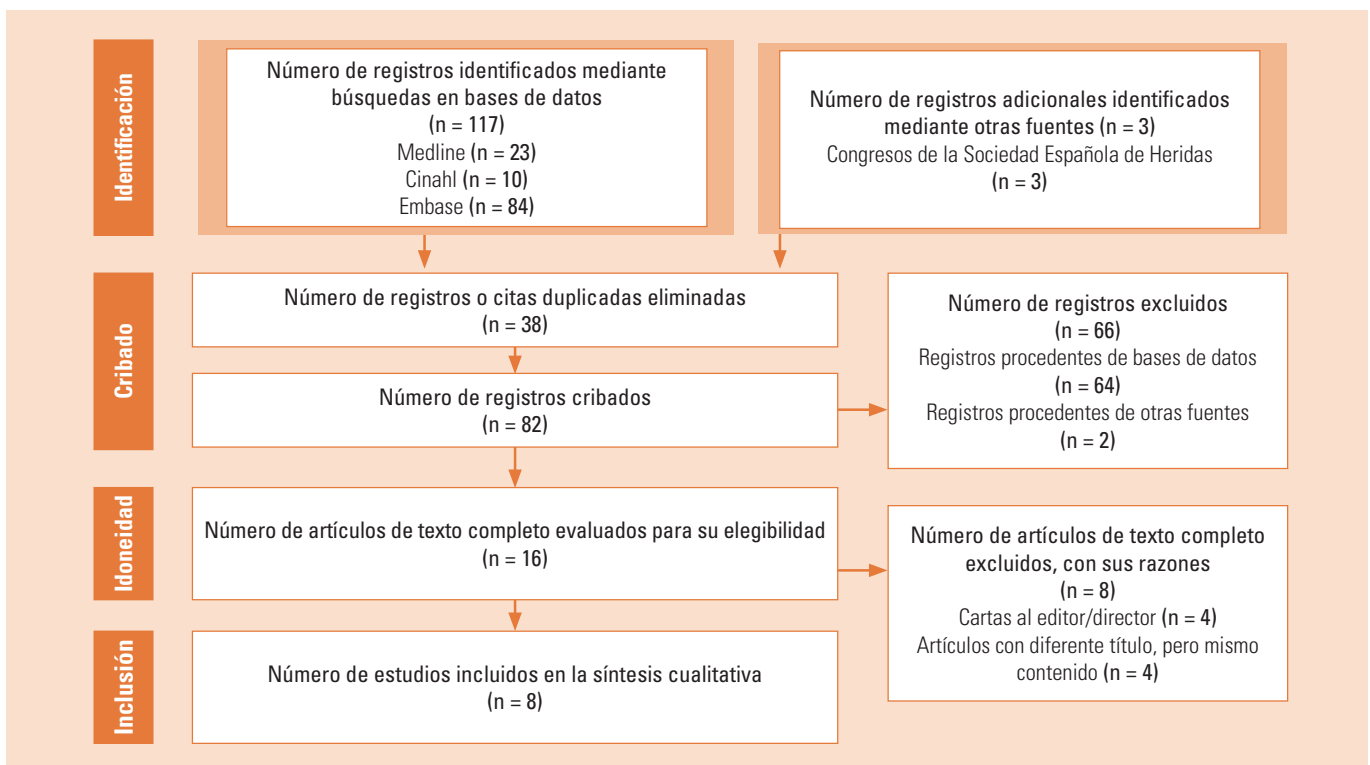 Identificación
Número de registros identificados mediante
búsquedas en bases de datos
(n = 117)
Medline (n = 23)
Cinahl (n = 10)
Embase (n = 84)
Número de registros adicionales identificados
mediante otras fuentes (n = 3)
Congresos de la Sociedad Española de Heridas
(n = 3)
Cribado
Número de registros o citas duplicadas eliminadas
(n = 38)
Número de registros cribados
(n = 82)
Número de registros excluidos
(n = 66)
Registros procedentes de bases de datos
(n = 64)
Registros procedentes de otras fuentes
(n = 2)
Idoneidad
Número de artículos de texto completo evaluados para su elegibilidad
(n = 16)
Número de artículos de texto completo
excluidos, con sus razones
(n = 8)
Cartas al editor/director (n = 4)
Artículos con diferente título, pero mismo
contenido (n = 4)
Inclusión
Número de estudios incluidos en la síntesis cualitativa
(n = 8)